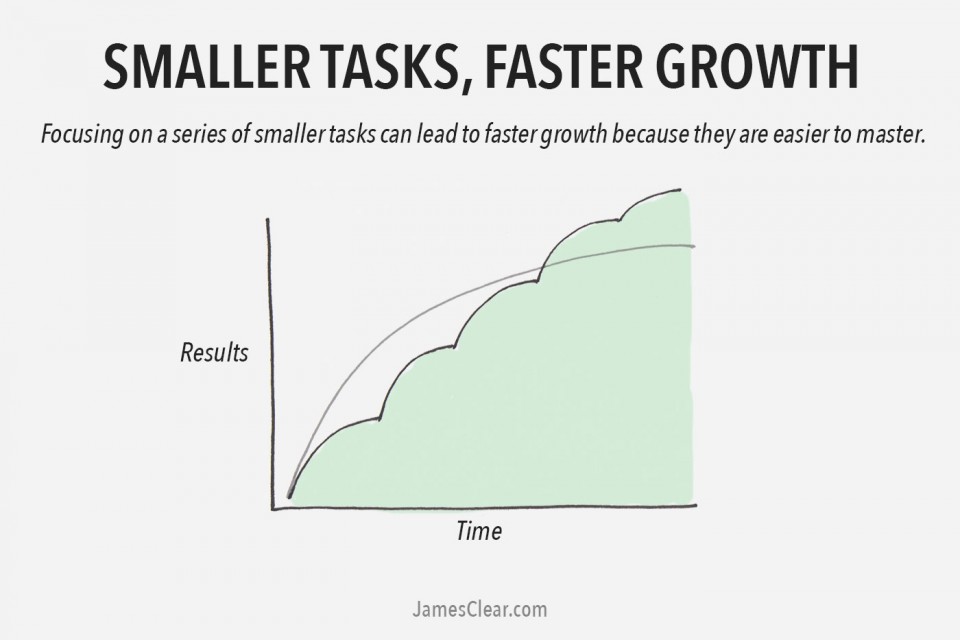 SMALLER TASKS, FASTER GROWTH
Focusing on a series of smaller tasks can lead to faster growth because they are easier to master.
Results
Time
JamesClear.com